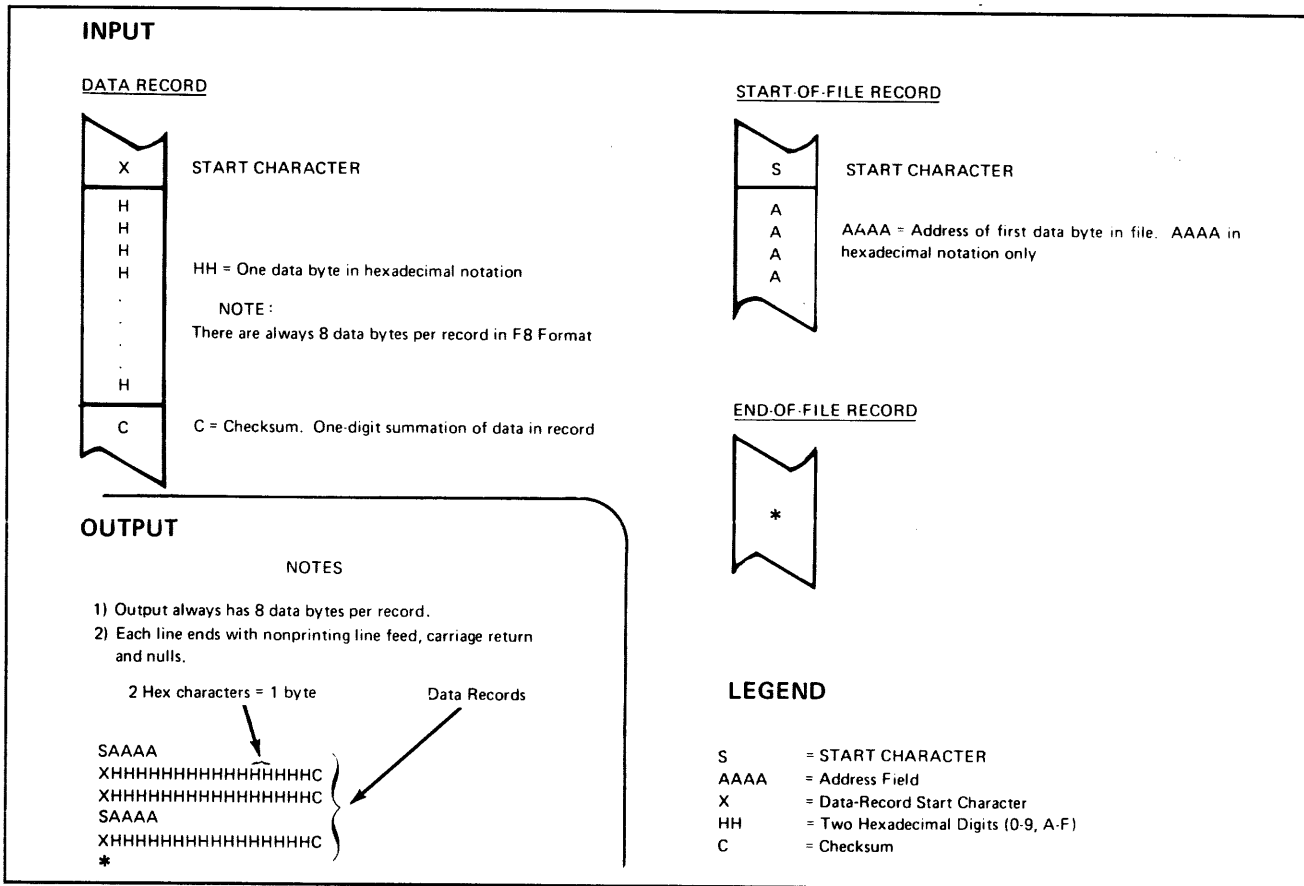 INPUT
DATA RECORD
X
START CHARACTER
H
H
H
H
.
.
.
.
H
HH = One data byte in hexadecimal notation
NOTE:
There are always 8 data bytes per record in F8 Format
C
C = Checksum. One-digit summation of data in record
START-OF-FILE RECORD
S
START CHARACTER
A
A
A
A
AAAA = Address of first data byte in file. AAAA in
hexadecimal notation only
END-OF-FILE RECORD
*
OUTPUT
NOTES
1) Output always has 8 data bytes per record.
2) Each line ends with nonprinting line feed, carriage return
and nulls.
2 Hex characters = 1 byte
Data Records
SAAAA
XHHHHHHHHHHHHHHHHC
XHHHHHHHHHHHHHHHHC
SAAAA
XHHHHHHHHHHHHHHHHC
*
LEGEND
S = START CHARACTER
AAAA = Address Field
X = Data-Record Start Character
HH = Two Hexadecimal Digits (0-9, A-F)
C = Checksum